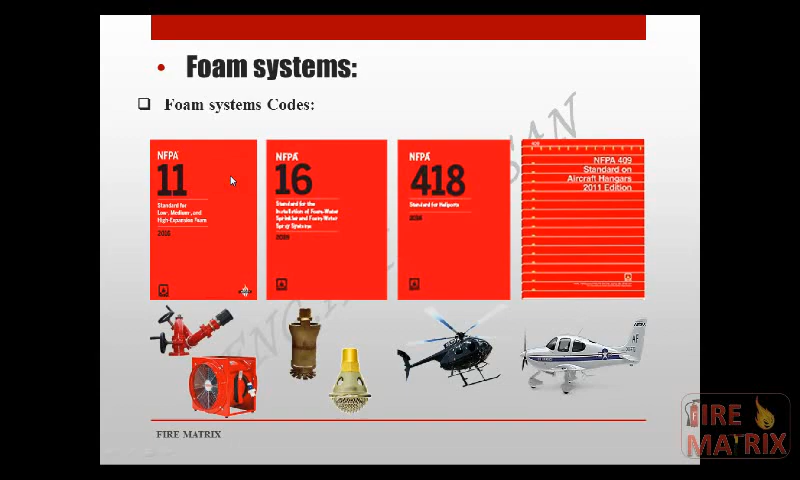 • Foam systems:
❑ Foam systems Codes:
NFPA
11
Standard for
Low-, Medium-, and
High-Expansion Foam
2016
NFPA
16
Standard for the
Installation of Foam-Water
Sprinkler and Foam-Water
Spray Systems
NFPA
418
Standard for Heliports
2016
NFPA 409
Standard on
Aircraft Hangars
2011 Edition
FIRE MATRIX
FIRE
MATRIX